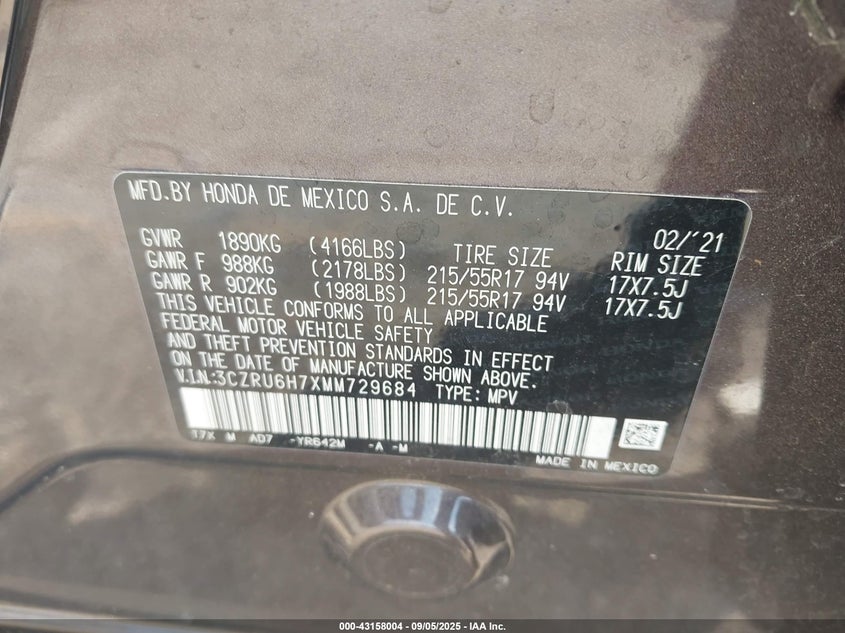 MFD.BY HONDA DE MEXICO S.A. DE C.V.
02/'21
GVWR 1890KG (4166LBS) TIRE SIZE RIM SIZE
GAWR F 988KG (2178LBS) 215/55R17 94V 17X7.5J
GAWR R 902KG (1988LBS) 215/55R17 94V 17X7.5J
THIS VEHICLE CONFORMS TO ALL APPLICABLE
FEDERAL MOTOR VEHICLE SAFETY
AND THEFT PREVENTION STANDARDS IN EFFECT
ON THE DATE OF MANUFACTURE SHOWN ABOVE.
V.I.N:3CZRU6H7XMM729684 TYPE: MPV
T7X M AD7 -YR642M -A -M
MADE IN MEXICO
000-43158004 - 09/05/2025 - IAA Inc.